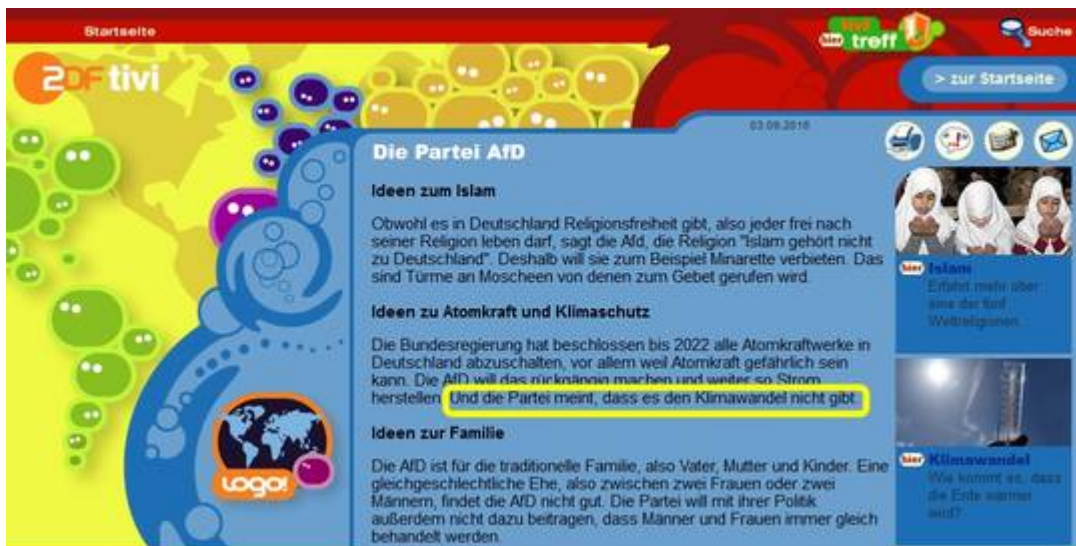 Startseite
tivi
hier treff
Suche
ZDF tivi
> zur Startseite
03.09.2016
Die Partei AfD
Ideen zum Islam
Obwohl es in Deutschland Religionsfreiheit gibt, also jeder frei nach
seiner Religion leben darf, sagt die Afd, die Religion "Islam gehört nicht
zu Deutschland". Deshalb will sie zum Beispiel Minarette verbieten. Das
sind Türme an Moscheen von denen zum Gebet gerufen wird.
hier Islam
Erfahrt mehr über
eine der fünf
Weltreligionen.
Ideen zu Atomkraft und Klimaschutz
Die Bundesregierung hat beschlossen bis 2022 alle Atomkraftwerke in
Deutschland abzuschalten, vor allem weil Atomkraft gefährlich sein
kann. Die AfD will das rückgängig machen und weiter so Strom
herstellen. Und die Partei meint, dass es den Klimawandel nicht gibt.
Ideen zur Familie
Die AfD ist für die traditionelle Familie, also Vater, Mutter und Kinder. Eine
gleichgeschlechtliche Ehe, also zwischen zwei Frauen oder zwei
Männern, findet die AfD nicht gut. Die Partei will mit ihrer Politik
außerdem nicht dazu beitragen, dass Männer und Frauen immer gleich
behandelt werden.
hier Klimawandel
Wie kommt es, dass
die Erde wärmer
wird?
LOGO!